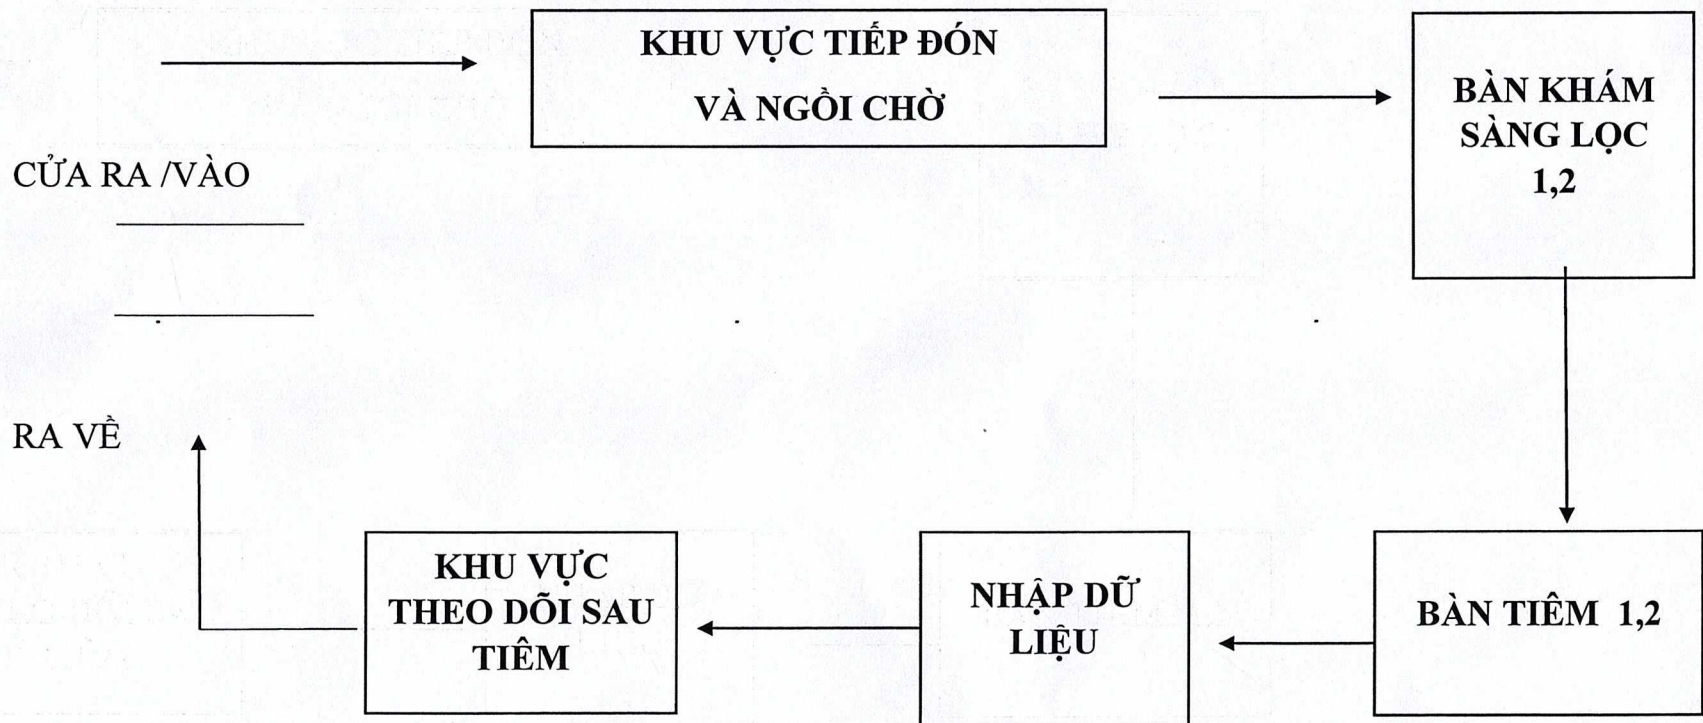 KHU VỰC TIẾP ĐÓN
VÀ NGỒI CHỜ
BÀN KHÁM
SÀNG LỌC
1,2
CỬA RA /VÀO
RA VỀ
KHU VỰC
THEO DÕI SAU
TIÊM
NHẬP DỮ
LIỆU
BÀN TIÊM 1,2